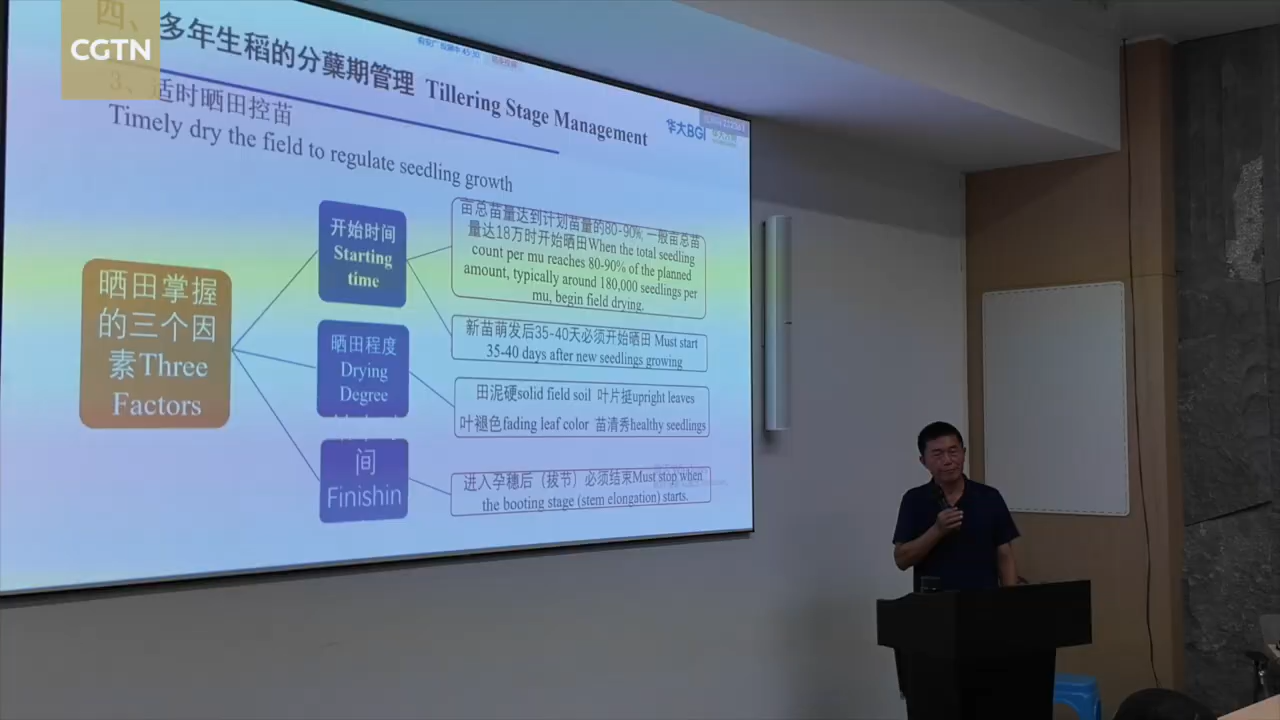 CGTN
四、多年生稻的分蘖期管理 Tillering Stage Management
3、适时晒田控苗
Timely dry the field to regulate seedling growth
华大BGI
晒田掌握
的三个因
素Three
Factors
开始时间
Starting
time
亩总苗量达到计划苗量的80-90%, 一般亩总苗
量达18万时开始晒田When the total seedling
count per mu reaches 80-90% of the planned
amount, typically around 180,000 seedlings per
mu, begin field drying.
新苗萌发后35-40天必须开始晒田 Must start
35-40 days after new seedlings growing
晒田程度
Drying
Degree
田泥硬solid field soil 叶片挺upright leaves
叶褪色fading leaf color 苗清秀healthy seedlings
间
Finishin
进入孕穗后（拔节）必须结束Must stop when
the booting stage (stem elongation) starts.